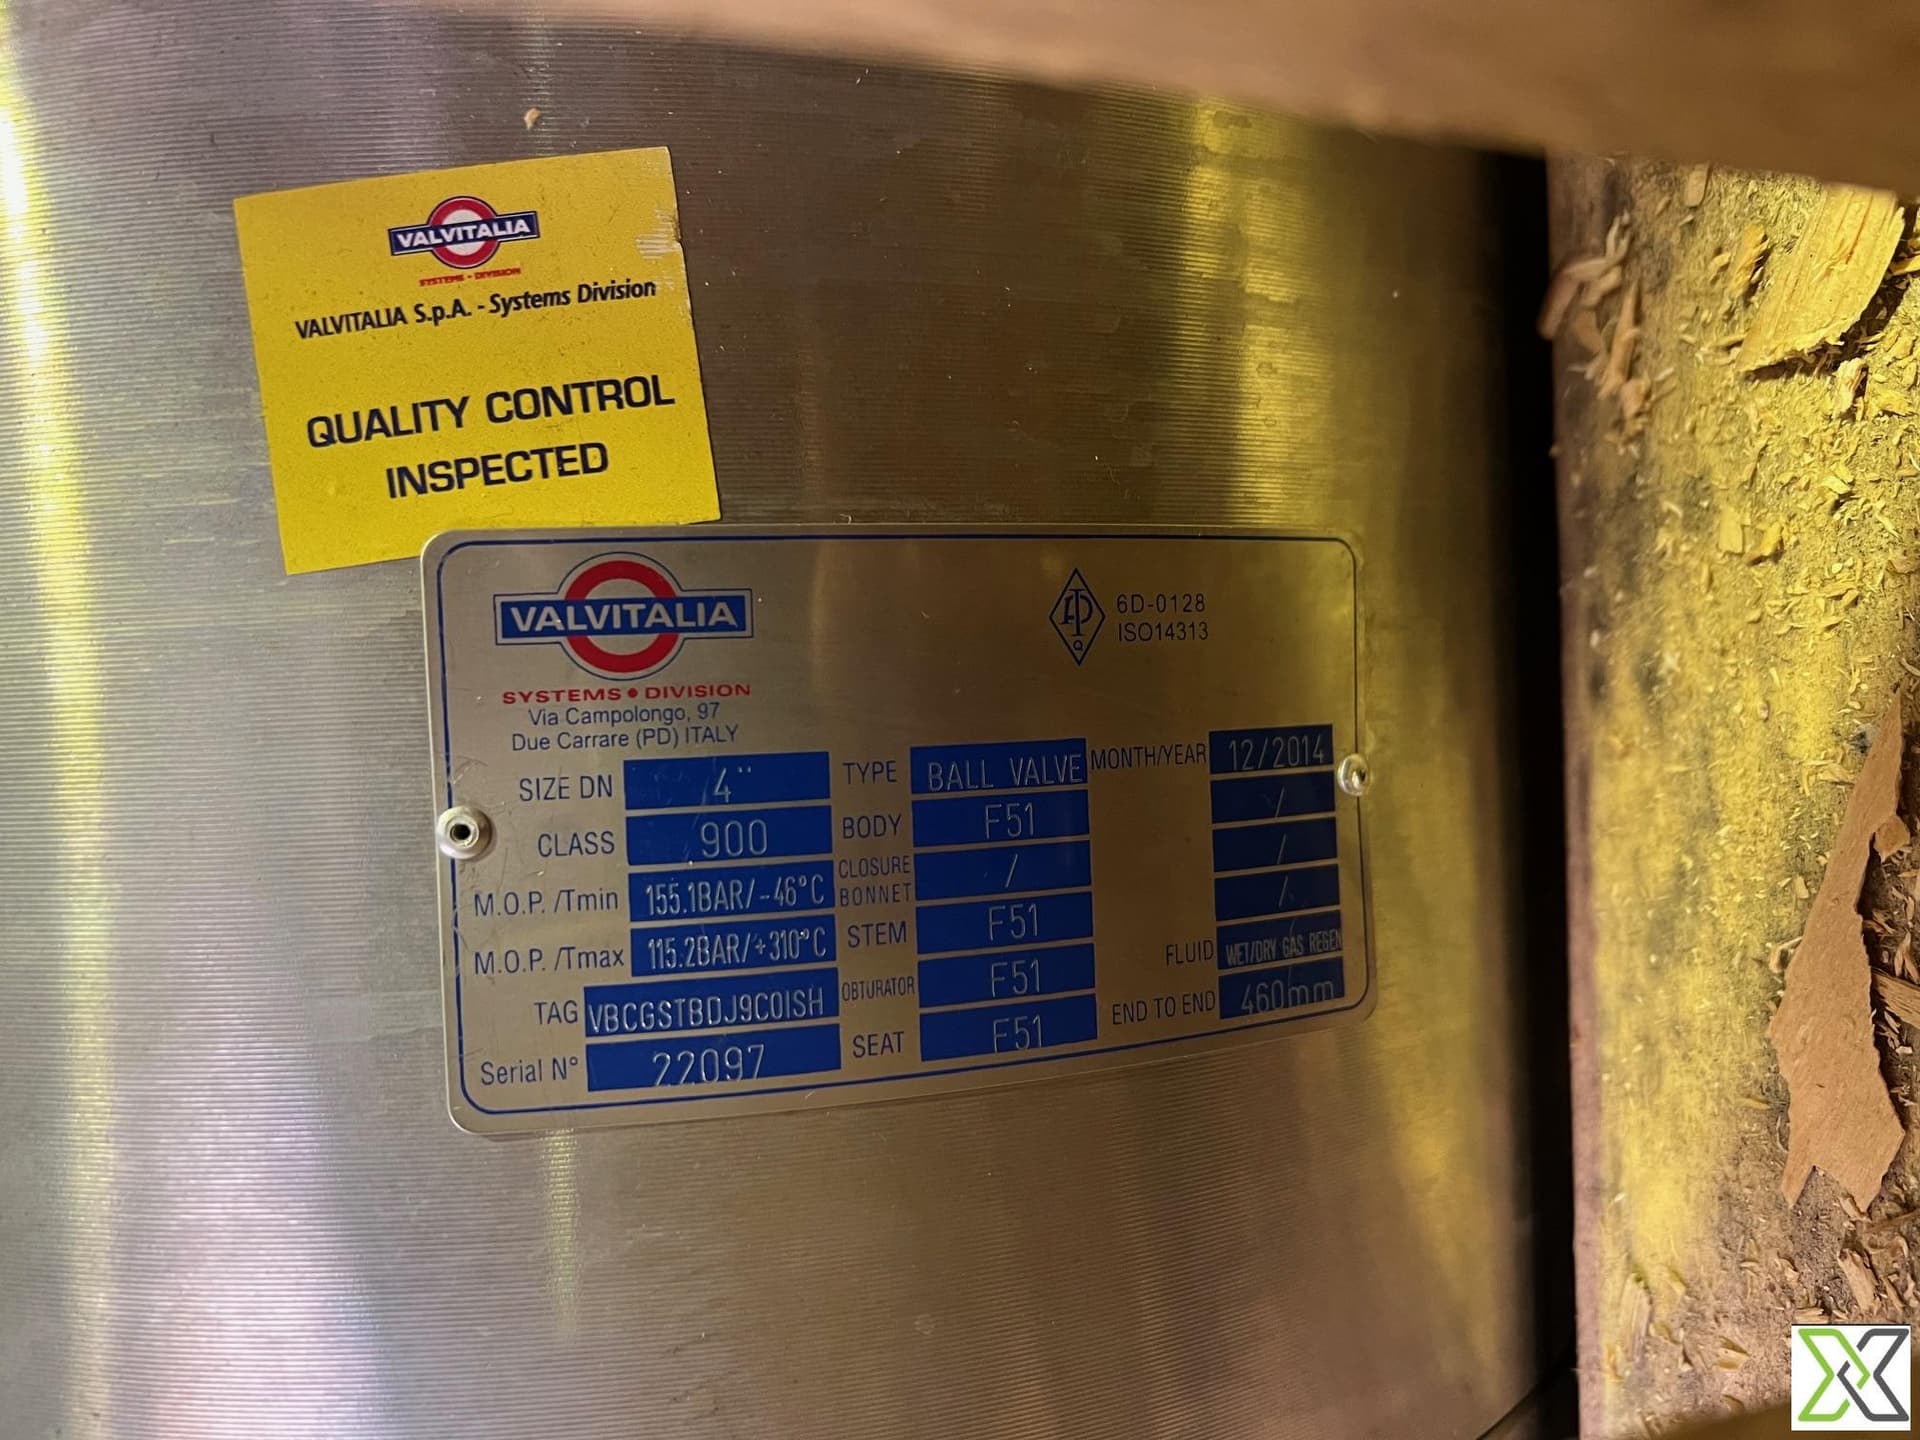 VALVITALIA
SYSTEMS • DIVISION
VALVITALIA S.p.A. - Systems Division
QUALITY CONTROL
INSPECTED
VALVITALIA
SYSTEMS • DIVISION
Via Campolongo, 97
Due Carrare (PD) ITALY
6D-0128
ISO14313
SIZE DN 4" TYPE BALL VALVE MONTH/YEAR 12/2014
CLASS 900 BODY F51 /
M.O.P. /Tmin 155.1BAR/-46°C CLOSURE BONNET / /
M.O.P. /Tmax 115.2BAR/+310°C STEM F51 /
TAG VBCGSTBDJ9C01SH OBTURATOR F51 FLUID WET/DRY GAS REGEN
Serial N° 22097 SEAT F51 END TO END 460mm